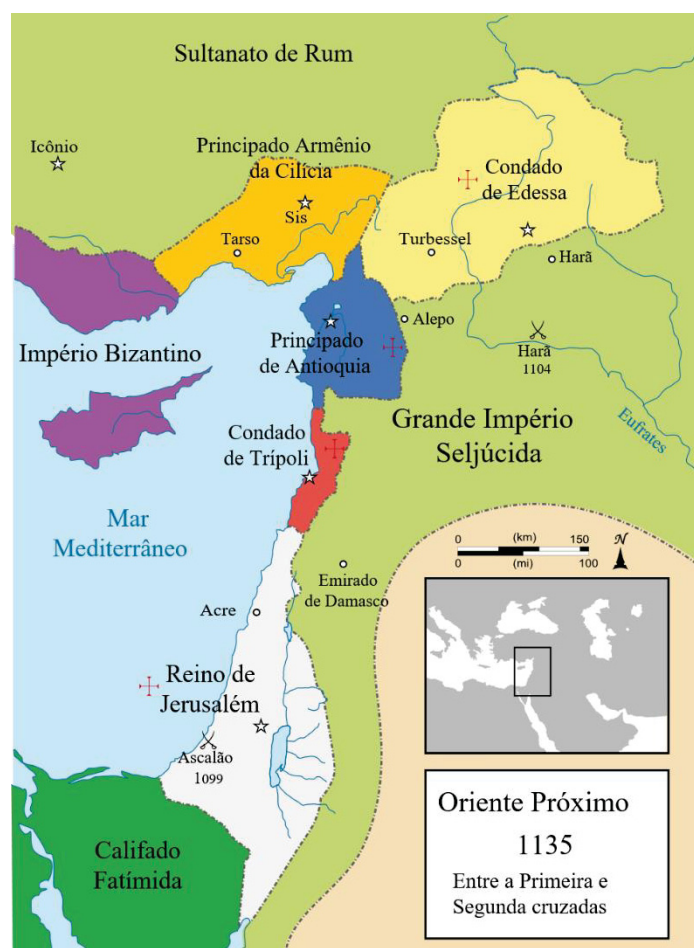 Sultanato de Rum
Icônio
Principado Armênio
da Cilícia
Sis
Tarso
Condado
de Edessa
Turbessel
Harã
Império Bizantino
Principado
de Antioquia
Alepo
Harã
1104
Eufrates
Condado
de Trípoli
Grande Império
Seljúcida
Mar
Mediterrâneo
0 (km) 150
0 (mi) 100
N
Emirado
de Damasco
Acre
Reino de
Jerusalém
Ascalão
1099
Califado
Fatímida
Oriente Próximo
1135
Entre a Primeira e
Segunda cruzadas